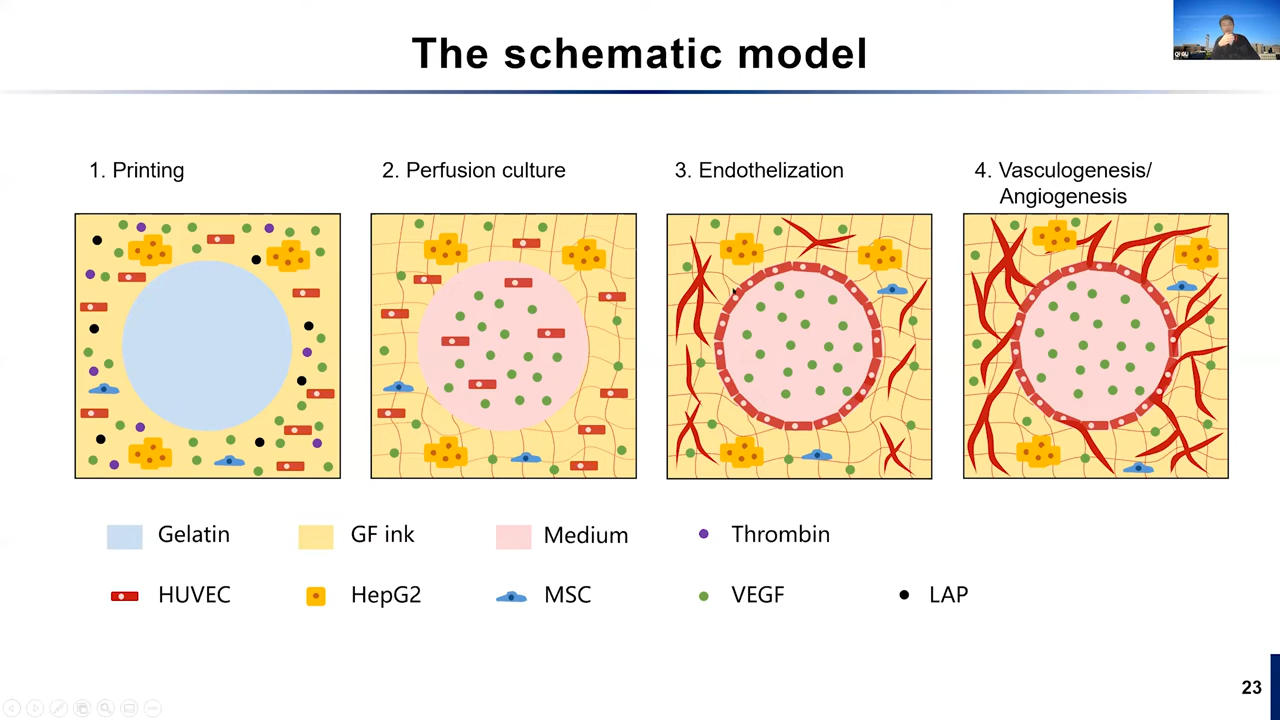 The schematic model
1. Printing
2. Perfusion culture
3. Endothelization
4. Vasculogenesis/
Angiogenesis
Gelatin
GF ink
Medium
Thrombin
HUVEC
HepG2
MSC
VEGF
LAP
23